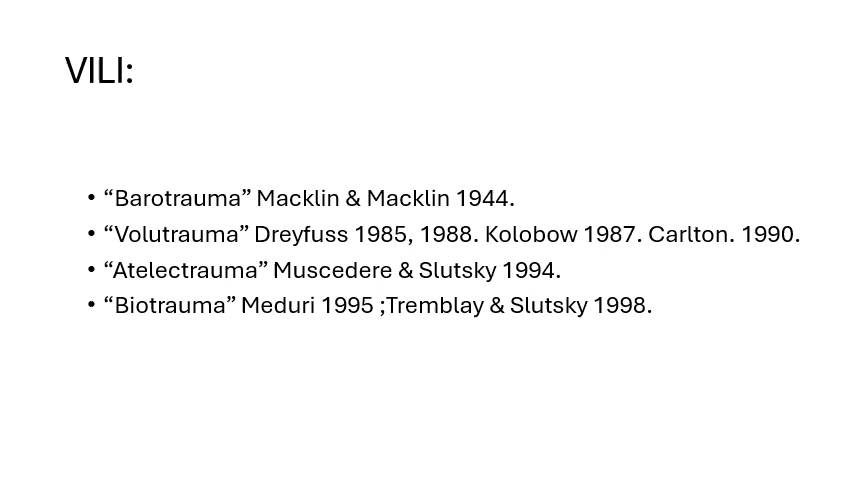 VILI:
• “Barotrauma” Macklin & Macklin 1944.
• “Volutrauma” Dreyfuss 1985, 1988. Kolobow 1987. Carlton. 1990.
• “Atelectrauma” Muscedere & Slutsky 1994.
• “Biotrauma” Meduri 1995 ;Tremblay & Slutsky 1998.